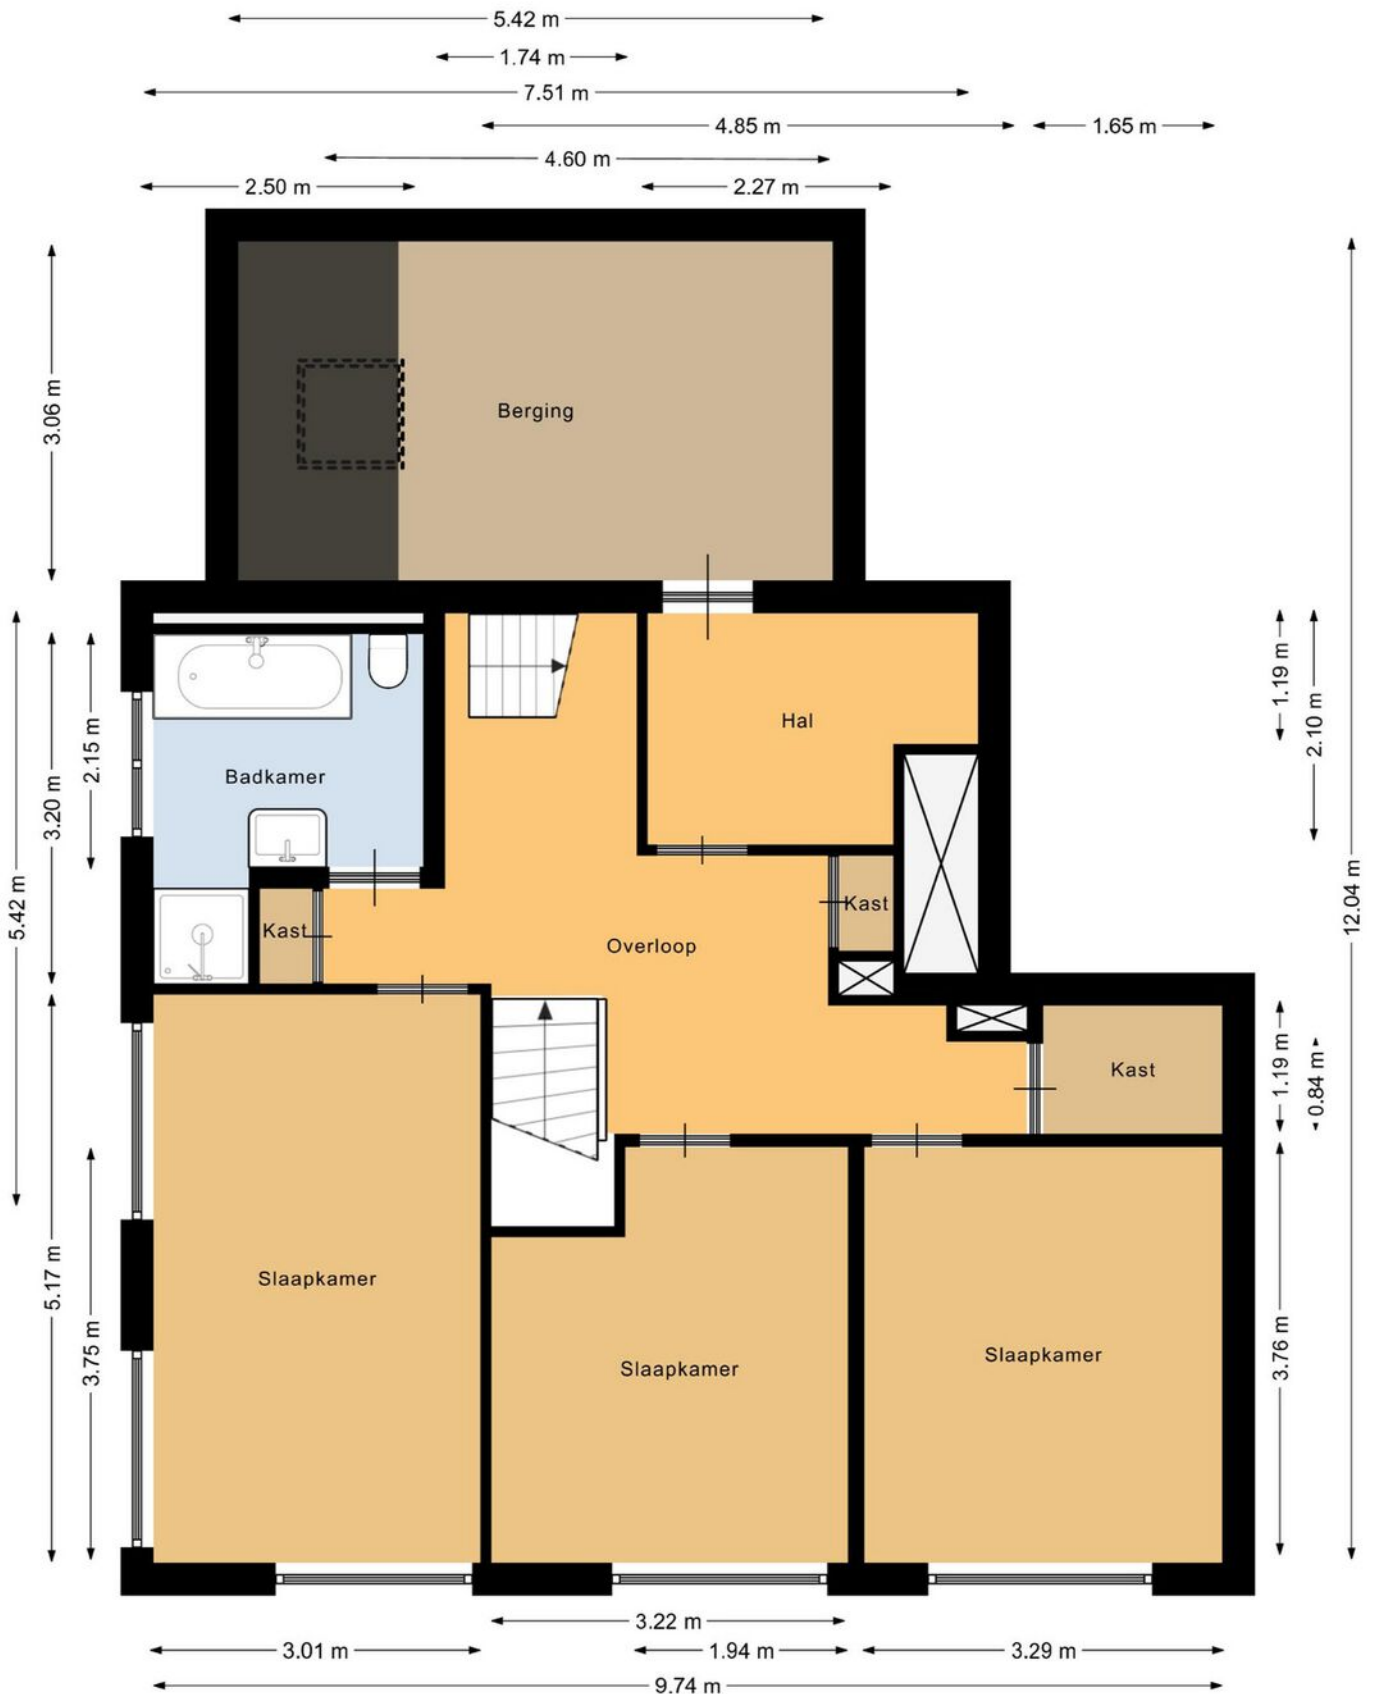 5.42 m
1.74 m
7.51 m
4.85 m
1.65 m
4.60 m
2.50 m
2.27 m
3.06 m
12.04 m
Berging
5.42 m
3.20 m
2.15 m
1.19 m
2.10 m
Hal
Badkamer
Kast
Kast
Overloop
1.19 m
0.84 m
Kast
5.17 m
3.75 m
Slaapkamer
Slaapkamer
Slaapkamer
3.76 m
3.22 m
3.01 m
1.94 m
3.29 m
9.74 m